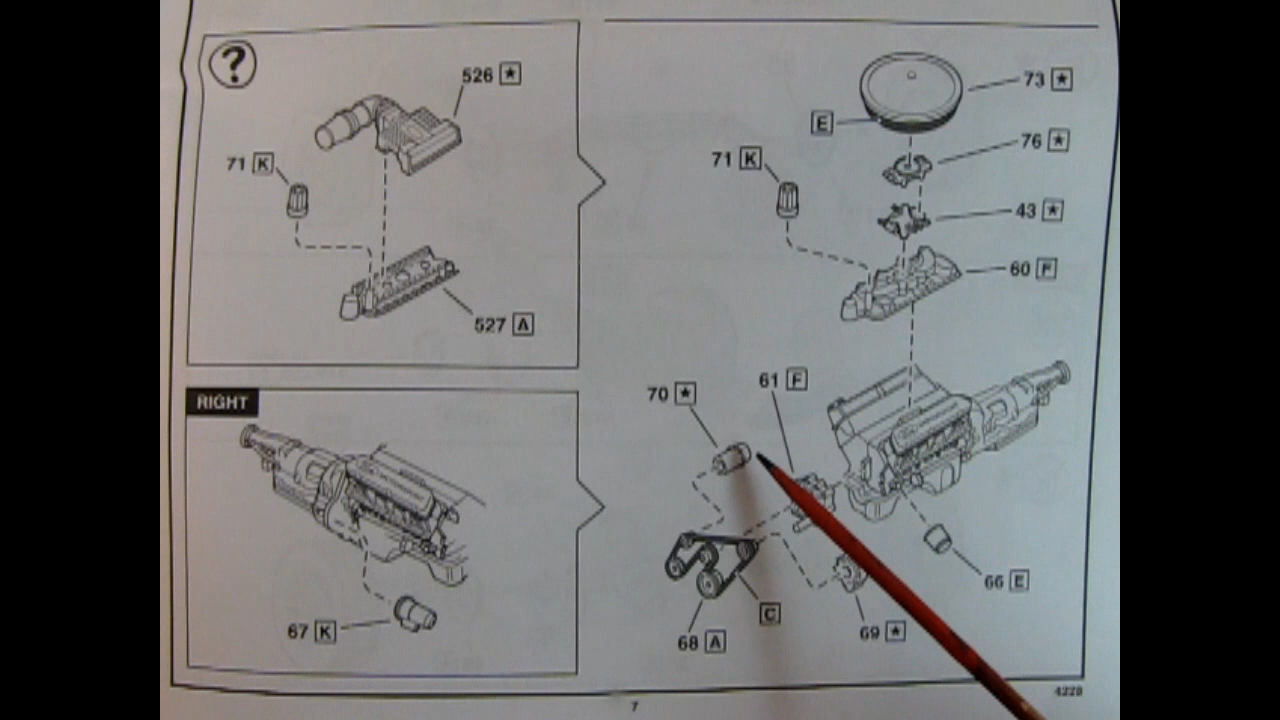 ?
526 ★
71 K
527 A
RIGHT
67 K
73 ★
E
76 ★
71 K
43 ★
60 F
70 ★
61 F
66 E
C
68 A
69 ★
4228
7